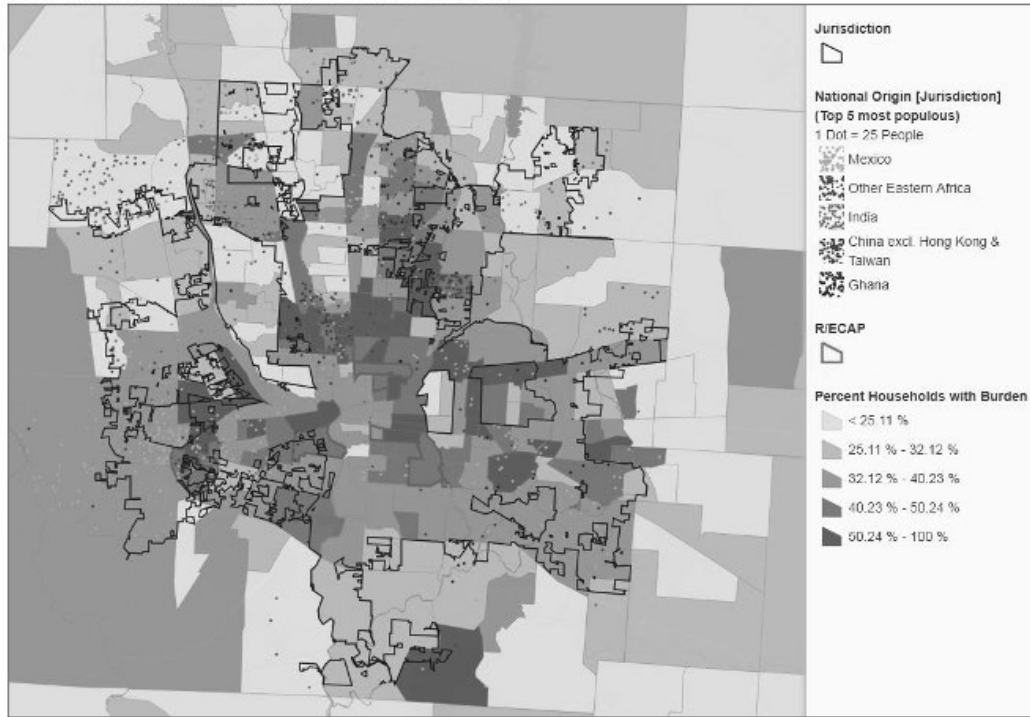 Jurisdiction
National Origin [Jurisdiction]
(Top 5 most populous)
1 Dot = 25 People
Mexico
Other Eastern Africa
India
China excl. Hong Kong &
Taiwan
Ghana
R/ECAP
Percent Households with Burden
< 25.11 %
25.11 % - 32.12 %
32.12 % - 40.23 %
40.23 % - 50.24 %
50.24 % - 100 %